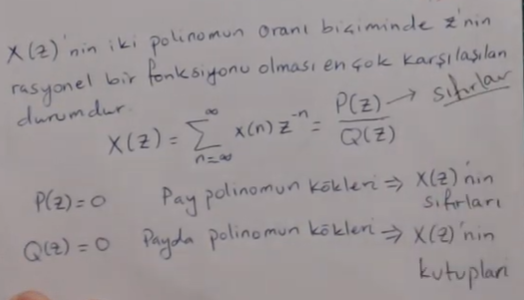 X(z)'nin iki polinomun oranı biçiminde z'nin
rasyonel bir fonksiyonu olması en çok karşılaşılan
durumdur.
X(z) = ∑_{n=∞}^{∞} x(n) z^{-n} = P(z)/Q(z) → sıfırlar
P(z) = 0 Pay polinomun kökleri ⇒ X(z)'nin
sıfırları
Q(z) = 0 Payda polinomun kökleri ⇒ X(z)'nin
kutupları